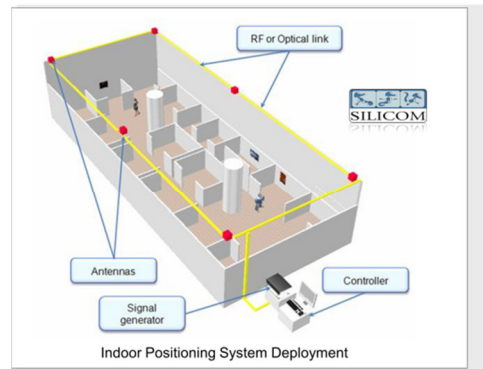 RF or Optical link
SILICOM
Antennas
Controller
Signal
generator
Indoor Positioning System Deployment